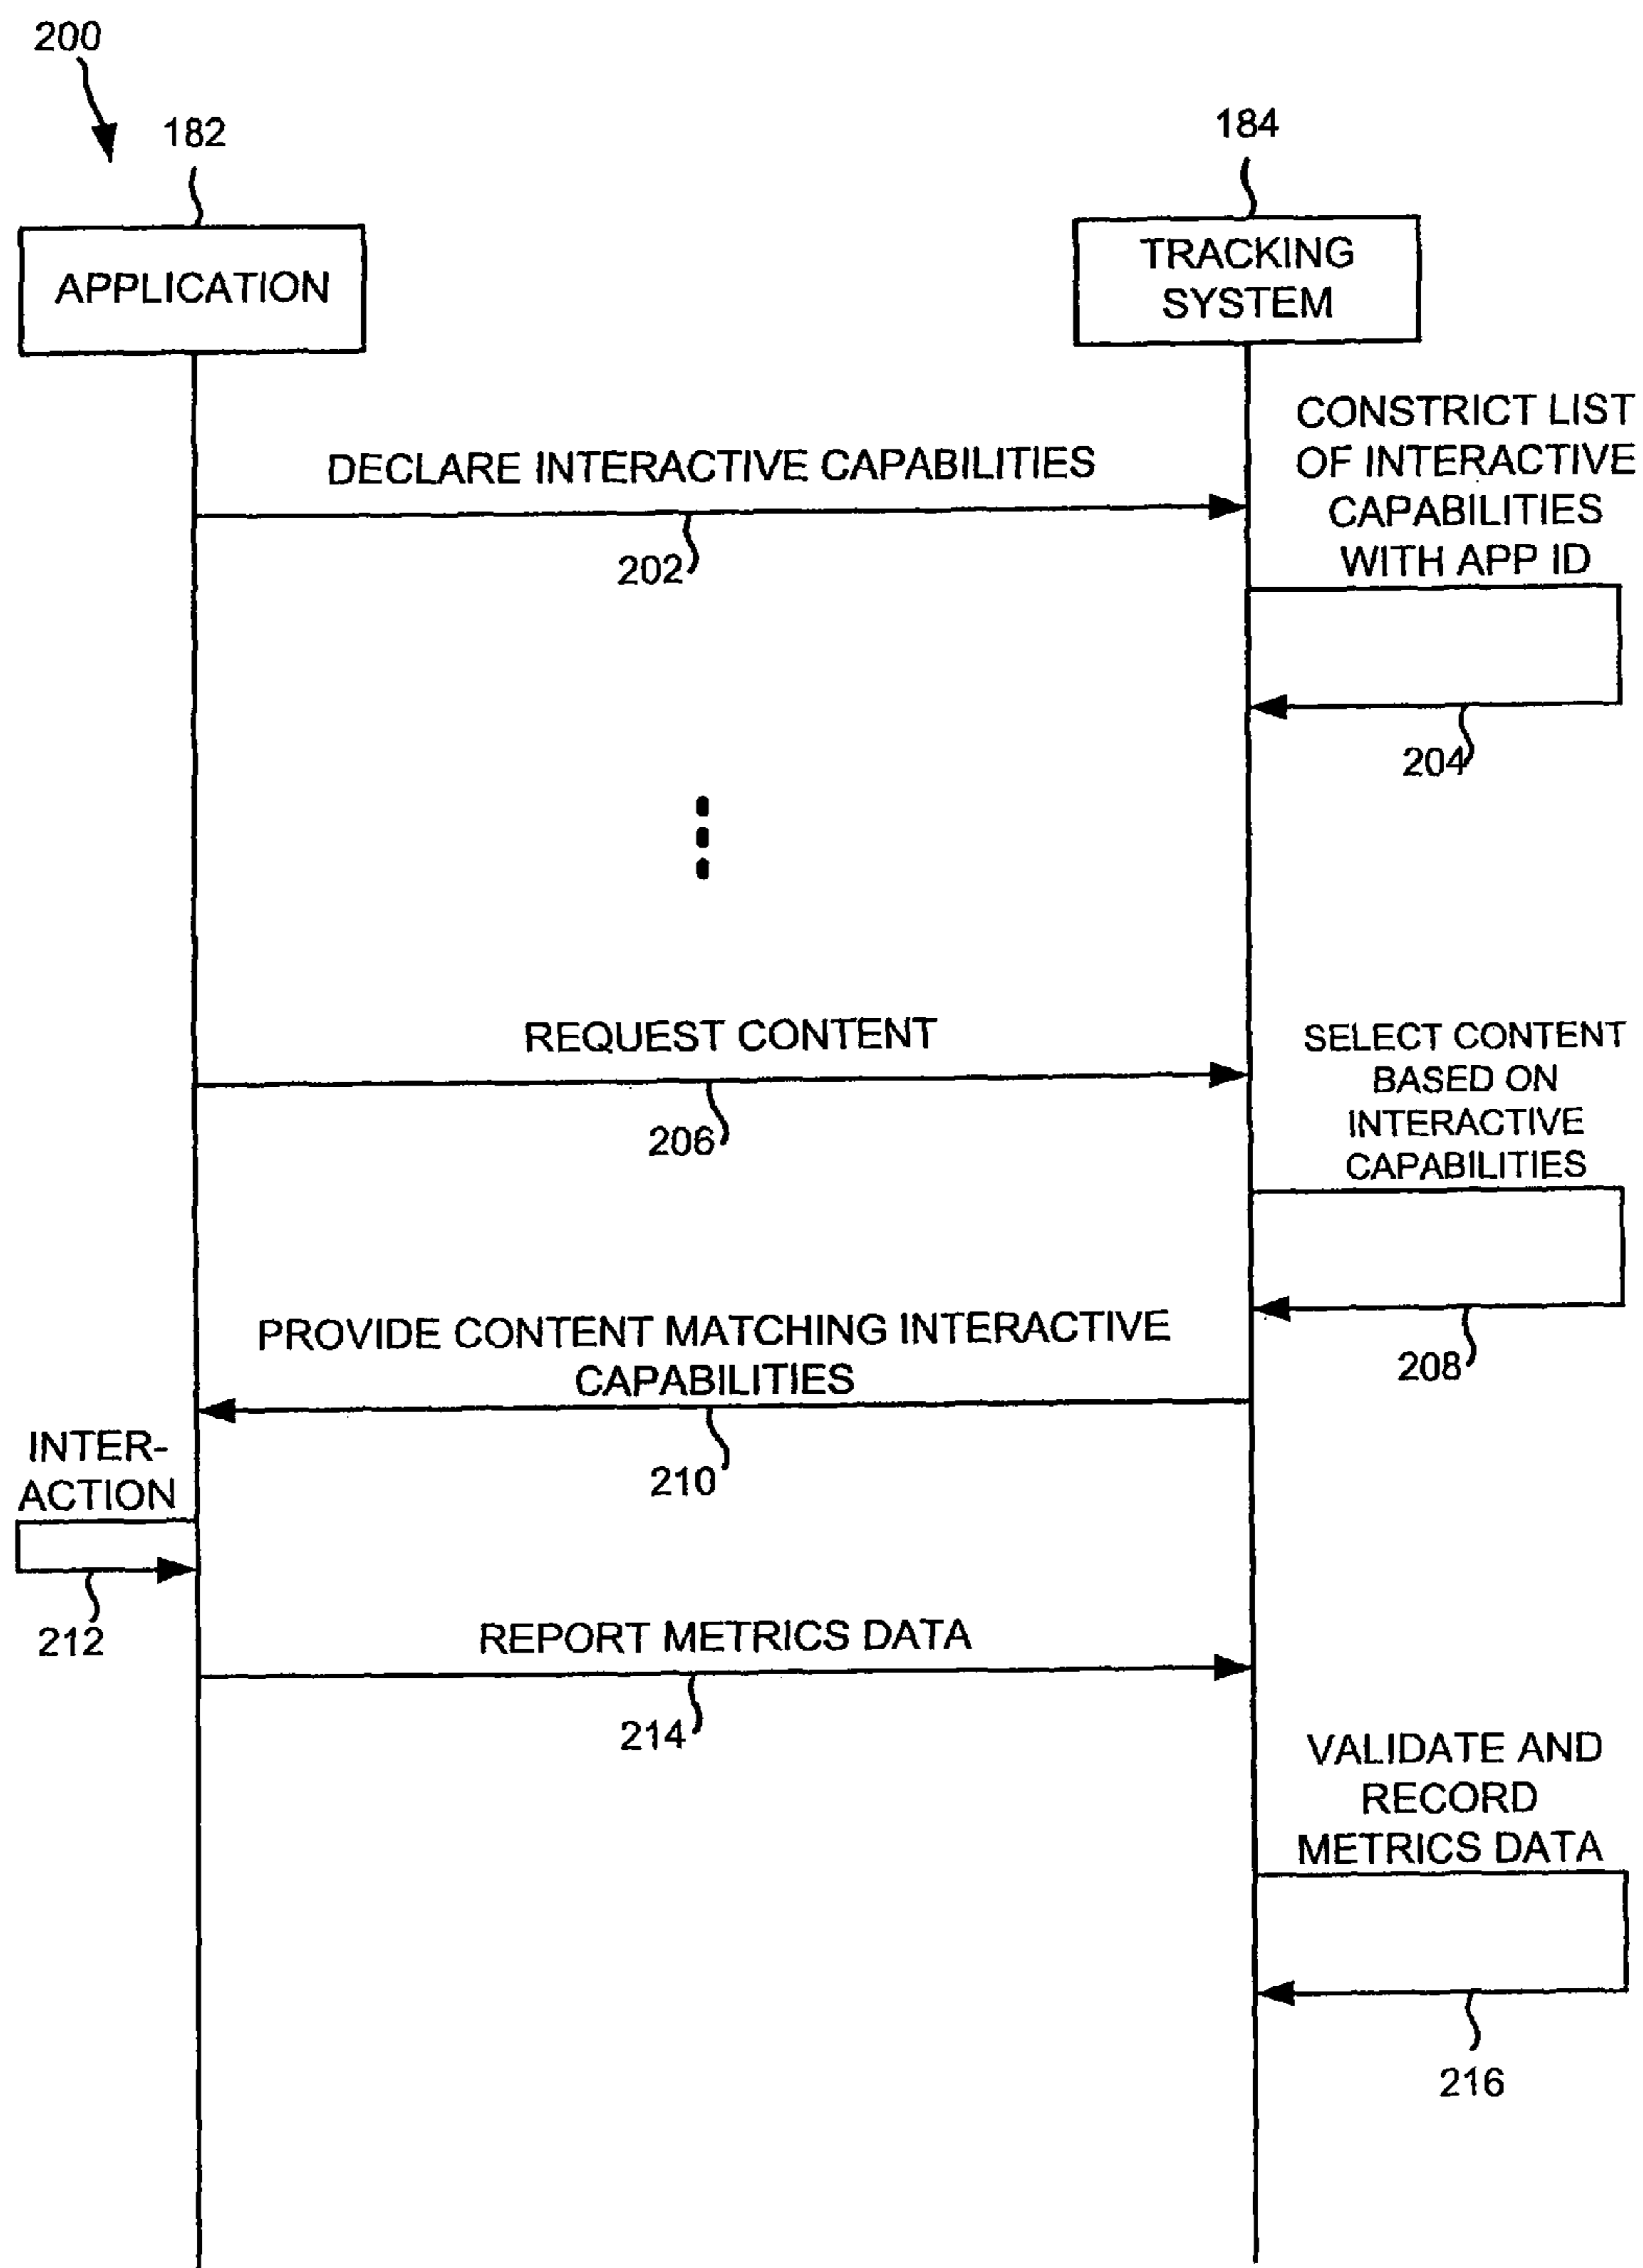 200
182
184
APPLICATION
TRACKING
SYSTEM
CONSTRICT LIST
OF INTERACTIVE
CAPABILITIES
WITH APP ID
DECLARE INTERACTIVE CAPABILITIES
202
204
REQUEST CONTENT
206
SELECT CONTENT
BASED ON
INTERACTIVE
CAPABILITIES
208
PROVIDE CONTENT MATCHING INTERACTIVE
CAPABILITIES
210
INTER-
ACTION
212
REPORT METRICS DATA
214
VALIDATE AND
RECORD
METRICS DATA
216